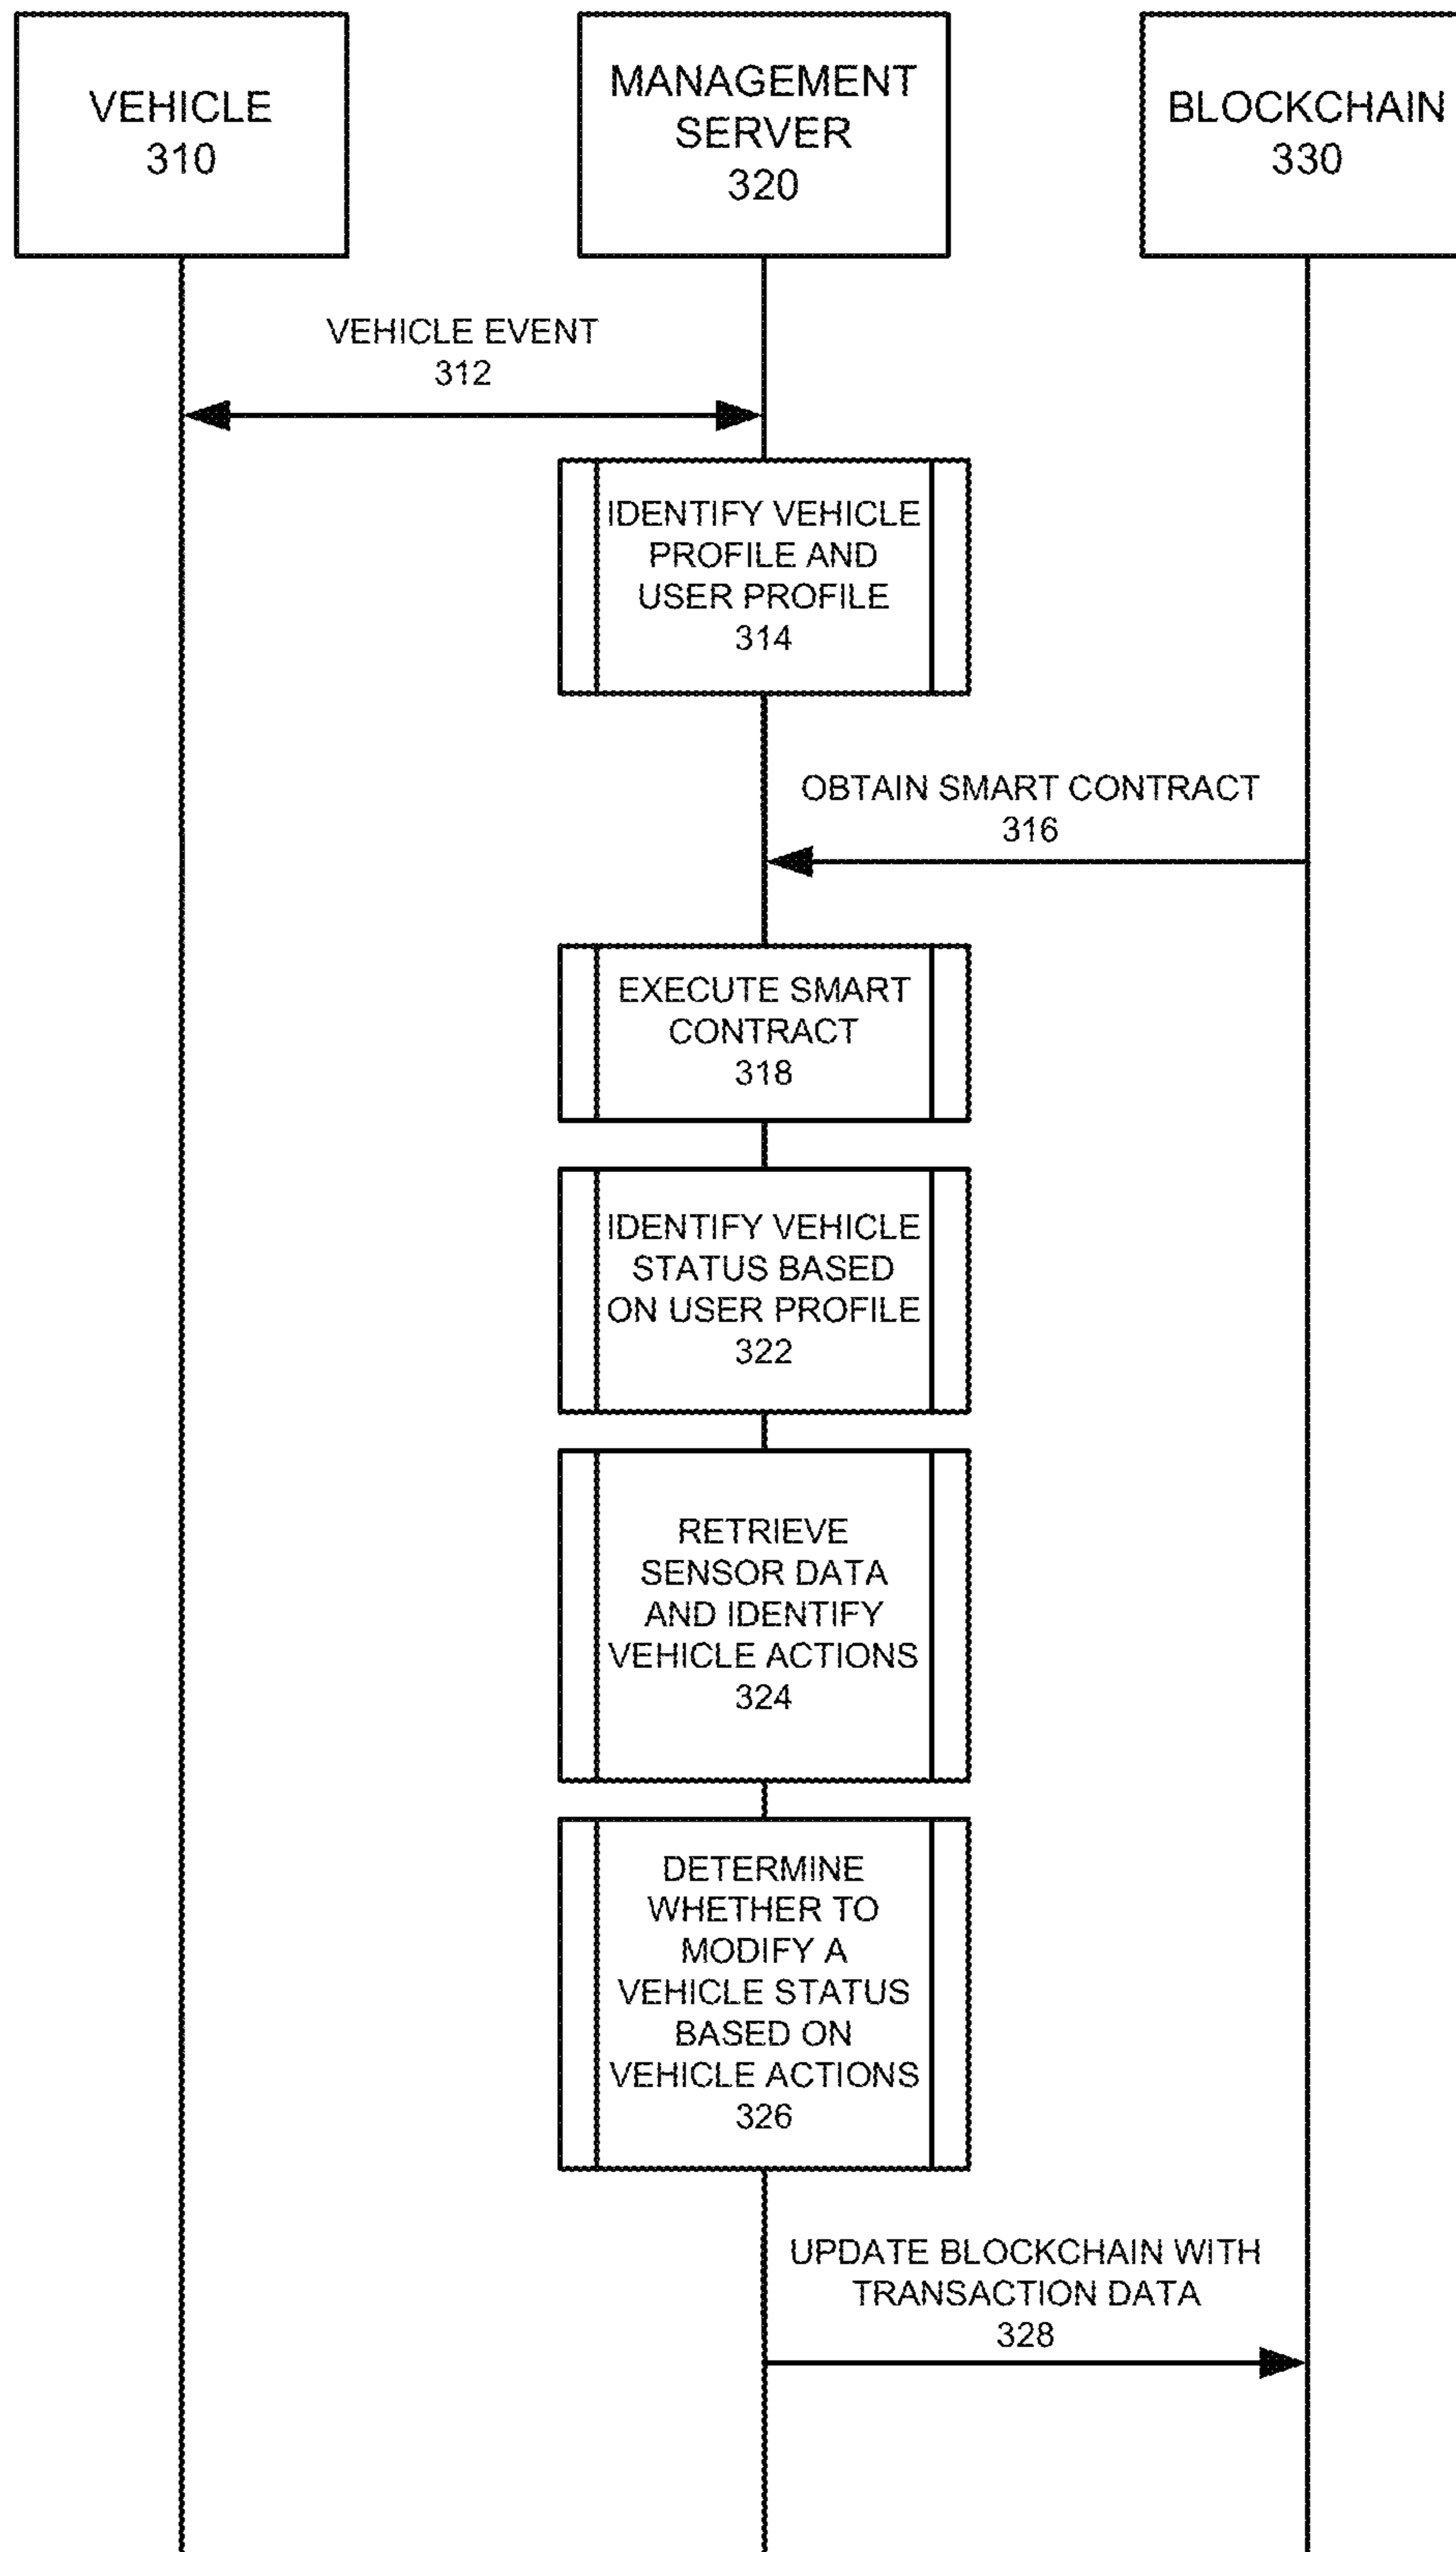 VEHICLE
310
MANAGEMENT
SERVER
320
BLOCKCHAIN
330
VEHICLE EVENT
312
IDENTIFY VEHICLE
PROFILE AND
USER PROFILE
314
OBTAIN SMART CONTRACT
316
EXECUTE SMART
CONTRACT
318
IDENTIFY VEHICLE
STATUS BASED
ON USER PROFILE
322
RETRIEVE
SENSOR DATA
AND IDENTIFY
VEHICLE ACTIONS
324
DETERMINE
WHETHER TO
MODIFY A
VEHICLE STATUS
BASED ON
VEHICLE ACTIONS
326
UPDATE BLOCKCHAIN WITH
TRANSACTION DATA
328